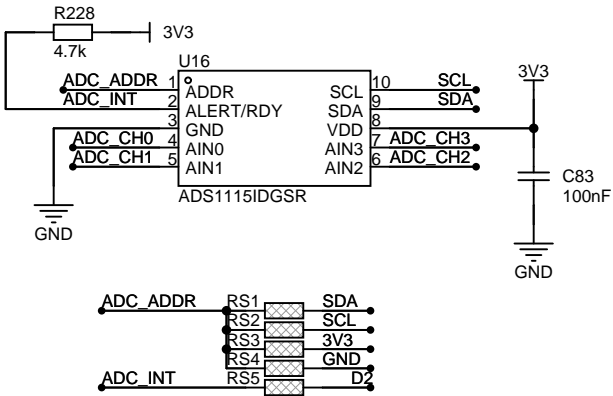 R228
3V3
4.7k
U16
ADC_ADDR 1 ADDR SCL 10 SCL
ADC_INT 2 ALERT/RDY SDA 9 SDA
3 GND VDD 8
ADC_CH0 4 AIN0 AIN3 7 ADC_CH3
ADC_CH1 5 AIN1 AIN2 6 ADC_CH2
ADS1115IDGSR
GND
3V3
C83
100nF
GND
ADC_ADDR RS1 SDA
RS2 SCL
RS3 3V3
RS4 GND
ADC_INT RS5 D2